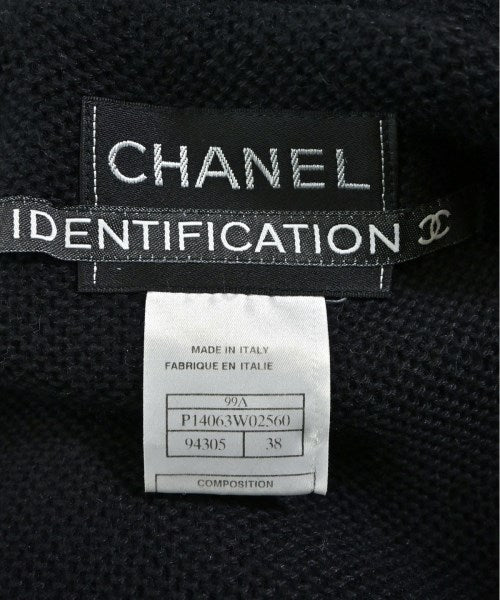 CHANEL
IDENTIFICATION
MADE IN ITALY
FABRIQUE EN ITALIE
99A
P14063W02560
94305 38
COMPOSITION